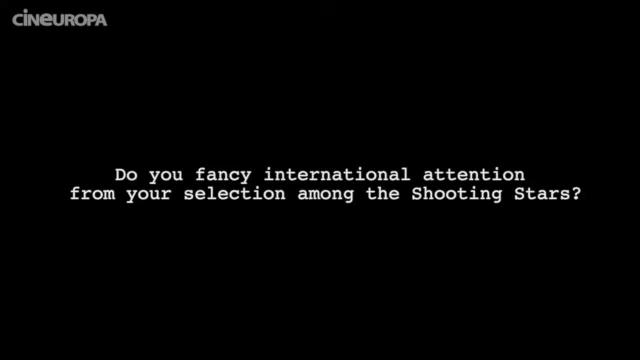 CINEUROPA
Do you fancy international attention
from your selection among the Shooting Stars?